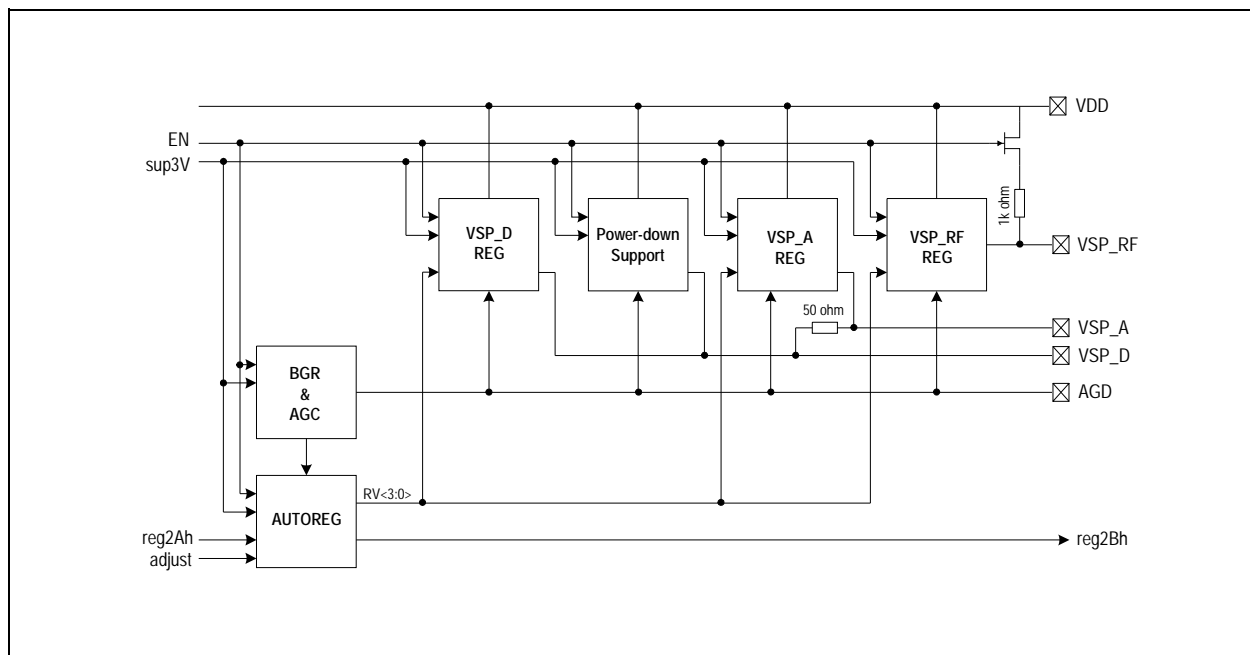 VDD
EN
sup3V
1k ohm
VSP_D
REG
Power-down
Support
VSP_A
REG
VSP_RF
REG
VSP_RF
50 ohm
VSP_A
VSP_D
BGR
&
AGC
AGD
RV<3:0>
AUTOREG
reg2Ah
adjust
reg2Bh